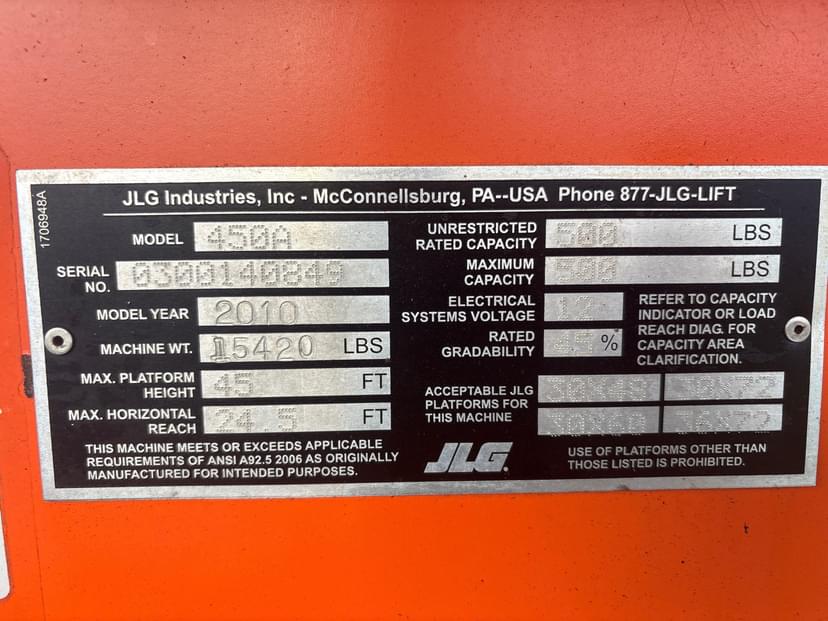 1706948A
JLG Industries, Inc - McConnellsburg, PA--USA Phone 877-JLG-LIFT
MODEL 450A
SERIAL NO. 0300140849
MODEL YEAR 2010
MACHINE WT. 15420 LBS
MAX. PLATFORM HEIGHT 45 FT
MAX. HORIZONTAL REACH 24.5 FT
THIS MACHINE MEETS OR EXCEEDS APPLICABLE
REQUIREMENTS OF ANSI A92.5 2006 AS ORIGINALLY
MANUFACTURED FOR INTENDED PURPOSES.
UNRESTRICTED RATED CAPACITY 500 LBS
MAXIMUM CAPACITY 500 LBS
ELECTRICAL SYSTEMS VOLTAGE 12
RATED GRADABILITY 45 %
REFER TO CAPACITY
INDICATOR OR LOAD
REACH DIAG. FOR
CAPACITY AREA
CLARIFICATION.
ACCEPTABLE JLG
PLATFORMS FOR
THIS MACHINE
30X48 30X72
30X60 36X72
JLG
USE OF PLATFORMS OTHER THAN
THOSE LISTED IS PROHIBITED.